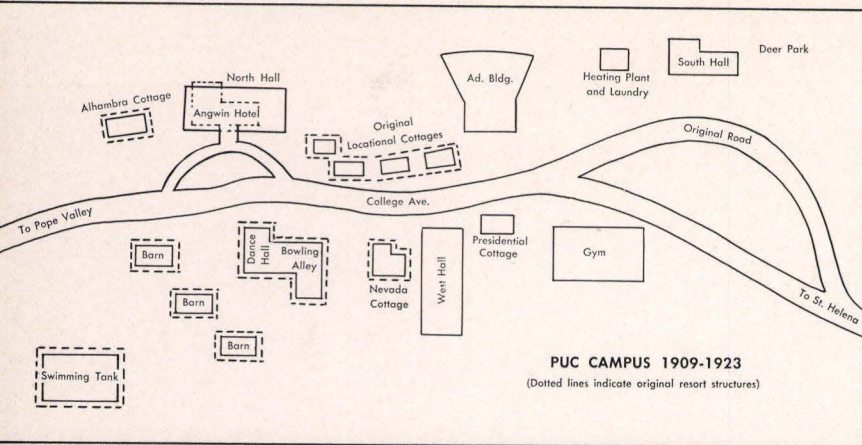 Deer Park
South Hall
Heating Plant
and Laundry
Ad. Bldg.
North Hall
Angwin Hotel
Alhambra Cottage
Original
Locational Cottages
Original Road
College Ave.
To Pope Valley
To St. Helena
Barn
Dance
Hall
Bowling
Alley
Nevada
Cottage
West Hall
Presidential
Cottage
Gym
Barn
Barn
Swimming Tank
PUC CAMPUS 1909-1923
(Dotted lines indicate original resort structures)